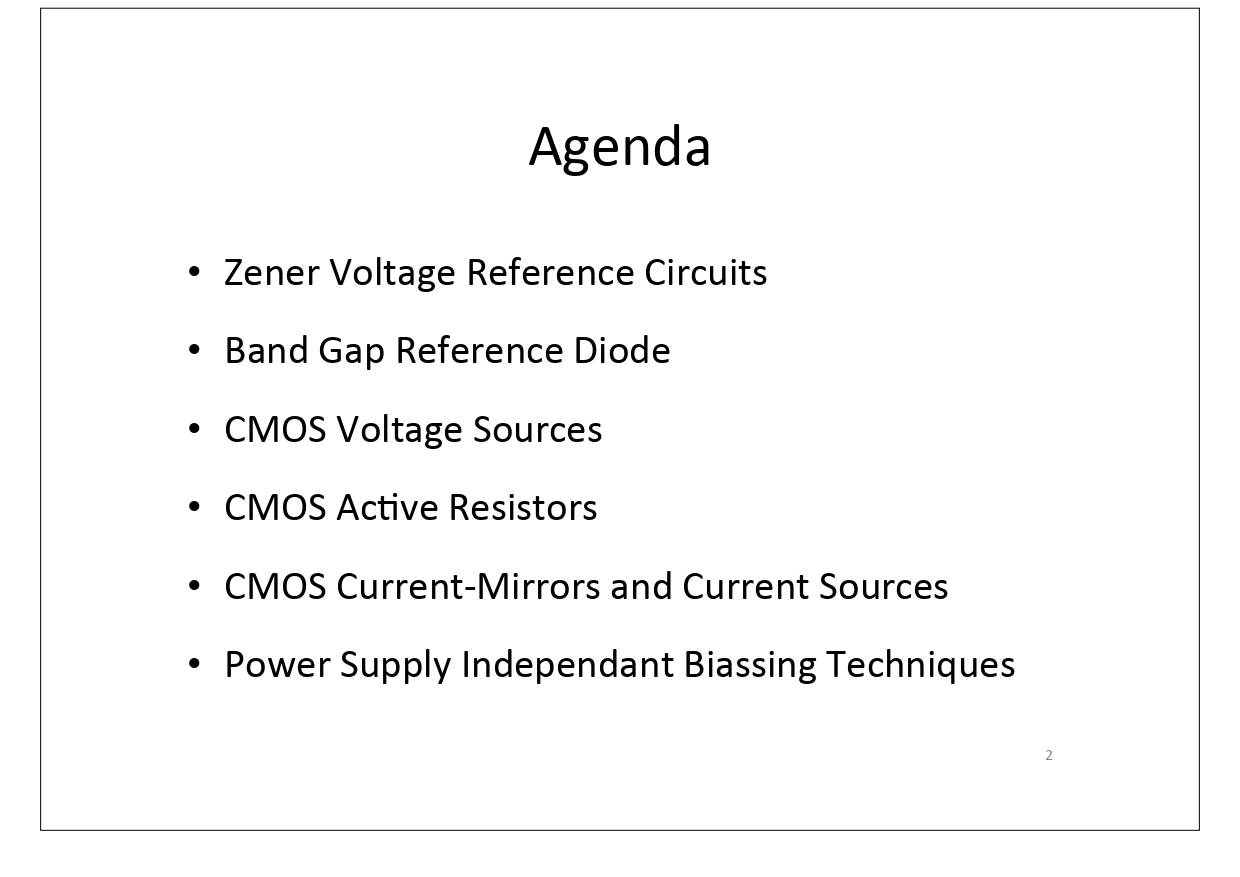 Agenda
• Zener Voltage Reference Circuits
• Band Gap Reference Diode
• CMOS Voltage Sources
• CMOS Active Resistors
• CMOS Current-Mirrors and Current Sources
• Power Supply Independant Biassing Techniques
2